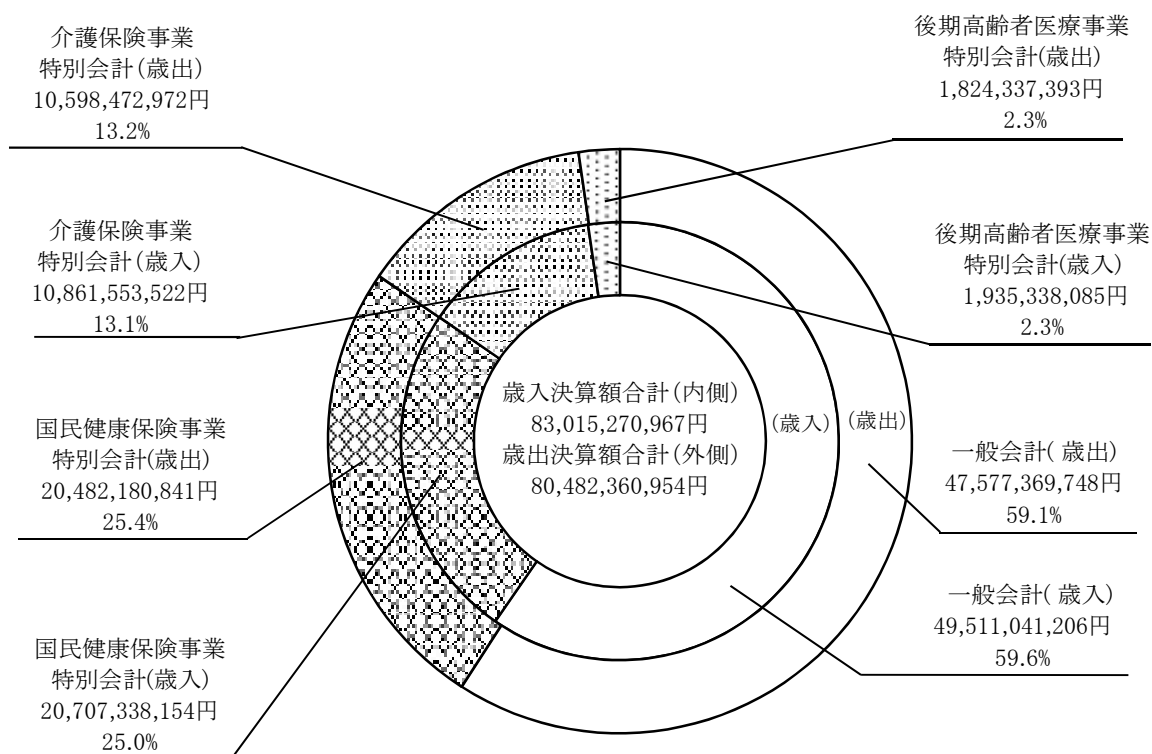 介護保険事業
特別会計(歳出)
10,598,472,972円
13.2%
後期高齢者医療事業
特別会計(歳出)
1,824,337,393円
2.3%
介護保険事業
特別会計(歳入)
10,861,553,522円
13.1%
後期高齢者医療事業
特別会計(歳入)
1,935,338,085円
2.3%
歳入決算額合計(内側)
83,015,270,967円
歳出決算額合計(外側)
80,482,360,954円
(歳入)
(歳出)
国民健康保険事業
特別会計(歳出)
20,482,180,841円
25.4%
一般会計( 歳出)
47,577,369,748円
59.1%
国民健康保険事業
特別会計(歳入)
20,707,338,154円
25.0%
一般会計( 歳入)
49,511,041,206円
59.6%